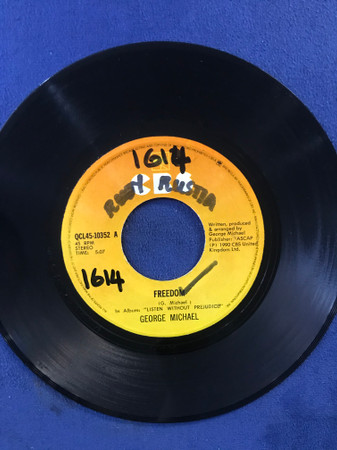 1614
RUSTIA
QCL45-10352 A
45 RPM
STEREO
TIME: 5:07
Written, produced
& arranged by
George Michael
Publisher: "ASCAP"
℗ 1990 CBS United
Kingdom Ltd.
1614
FREEDOM
(G. Michael)
In Album: "LISTEN WITHOUT PREJUDICE"
GEORGE MICHAEL